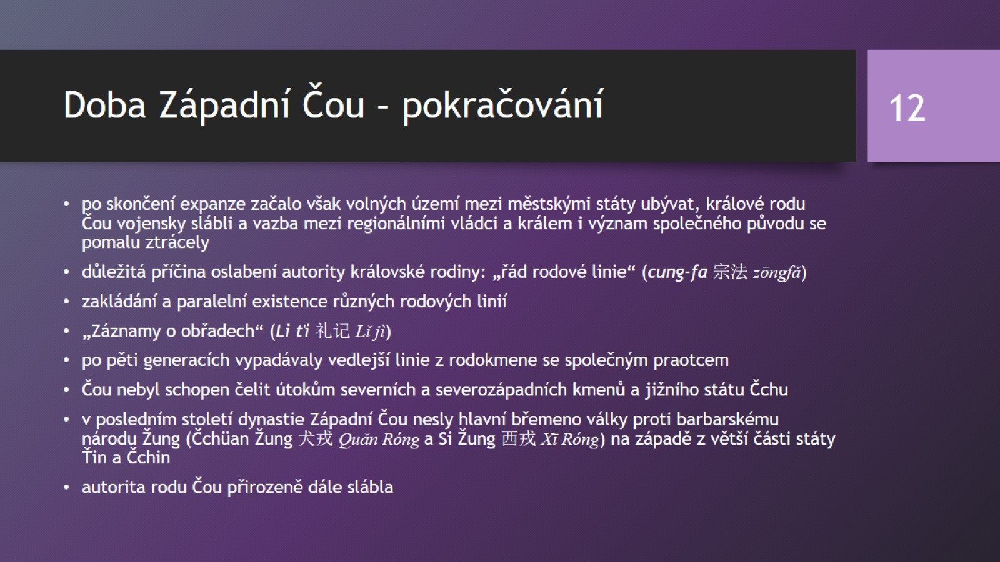 Doba Západní Čou – pokračování
12
• po skončení expanze začalo však volných území mezi městskými státy ubývat, králové rodu
Čou vojensky slábli a vazba mezi regionálními vládci a králem i význam společného původu se
pomalu ztrácely
• důležitá příčina oslabení autority královské rodiny: „řád rodové linie“ (cung-fa 宗法 zōngfǎ)
• zakládání a paralelní existence různých rodových linií
• „Záznamy o obřadech“ (Li ťi 礼记 Lǐ jì)
• po pěti generacích vypadávaly vedlejší linie z rodokmene se společným praotcem
• Čou nebyl schopen čelit útokům severních a severozápadních kmenů a jižního státu Čchu
• v posledním století dynastie Západní Čou nesly hlavní břemeno války proti barbarskému
národu Žung (Čchüan Žung 犬戎 Quǎn Róng a Si Žung 西戎 Xī Róng) na západě z větší části státy
Ťin a Čchin
• autorita rodu Čou přirozeně dále slábla